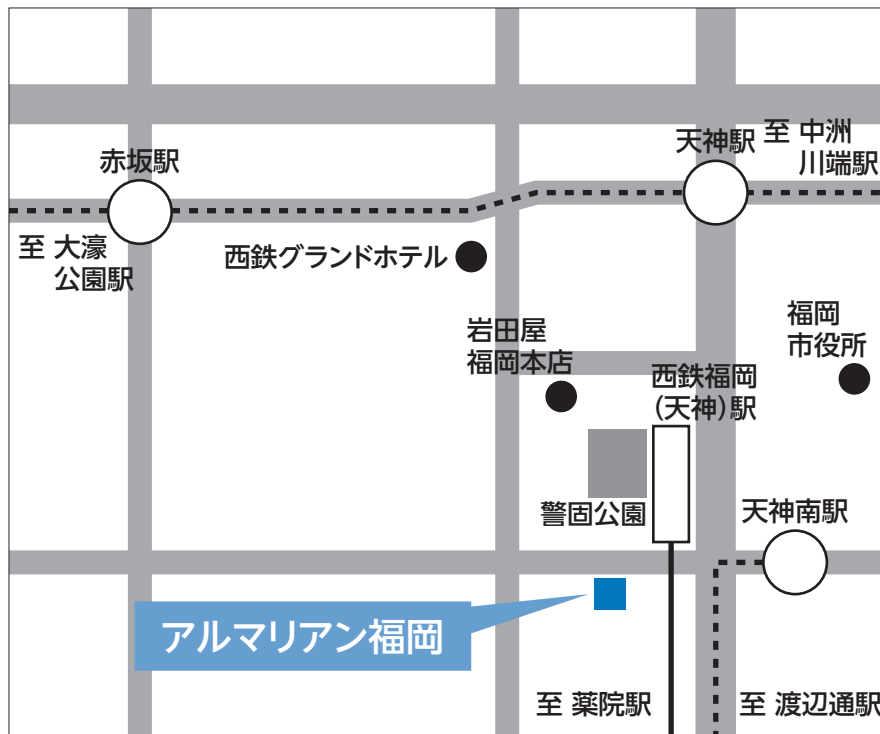 赤坂駅
天神駅
至 中洲
川端駅
至 大濠
公園駅
西鉄グランドホテル
岩田屋
福岡本店
福岡
市役所
西鉄福岡
(天神)駅
警固公園
天神南駅
アルマリアン福岡
至 薬院駅
至 渡辺通駅